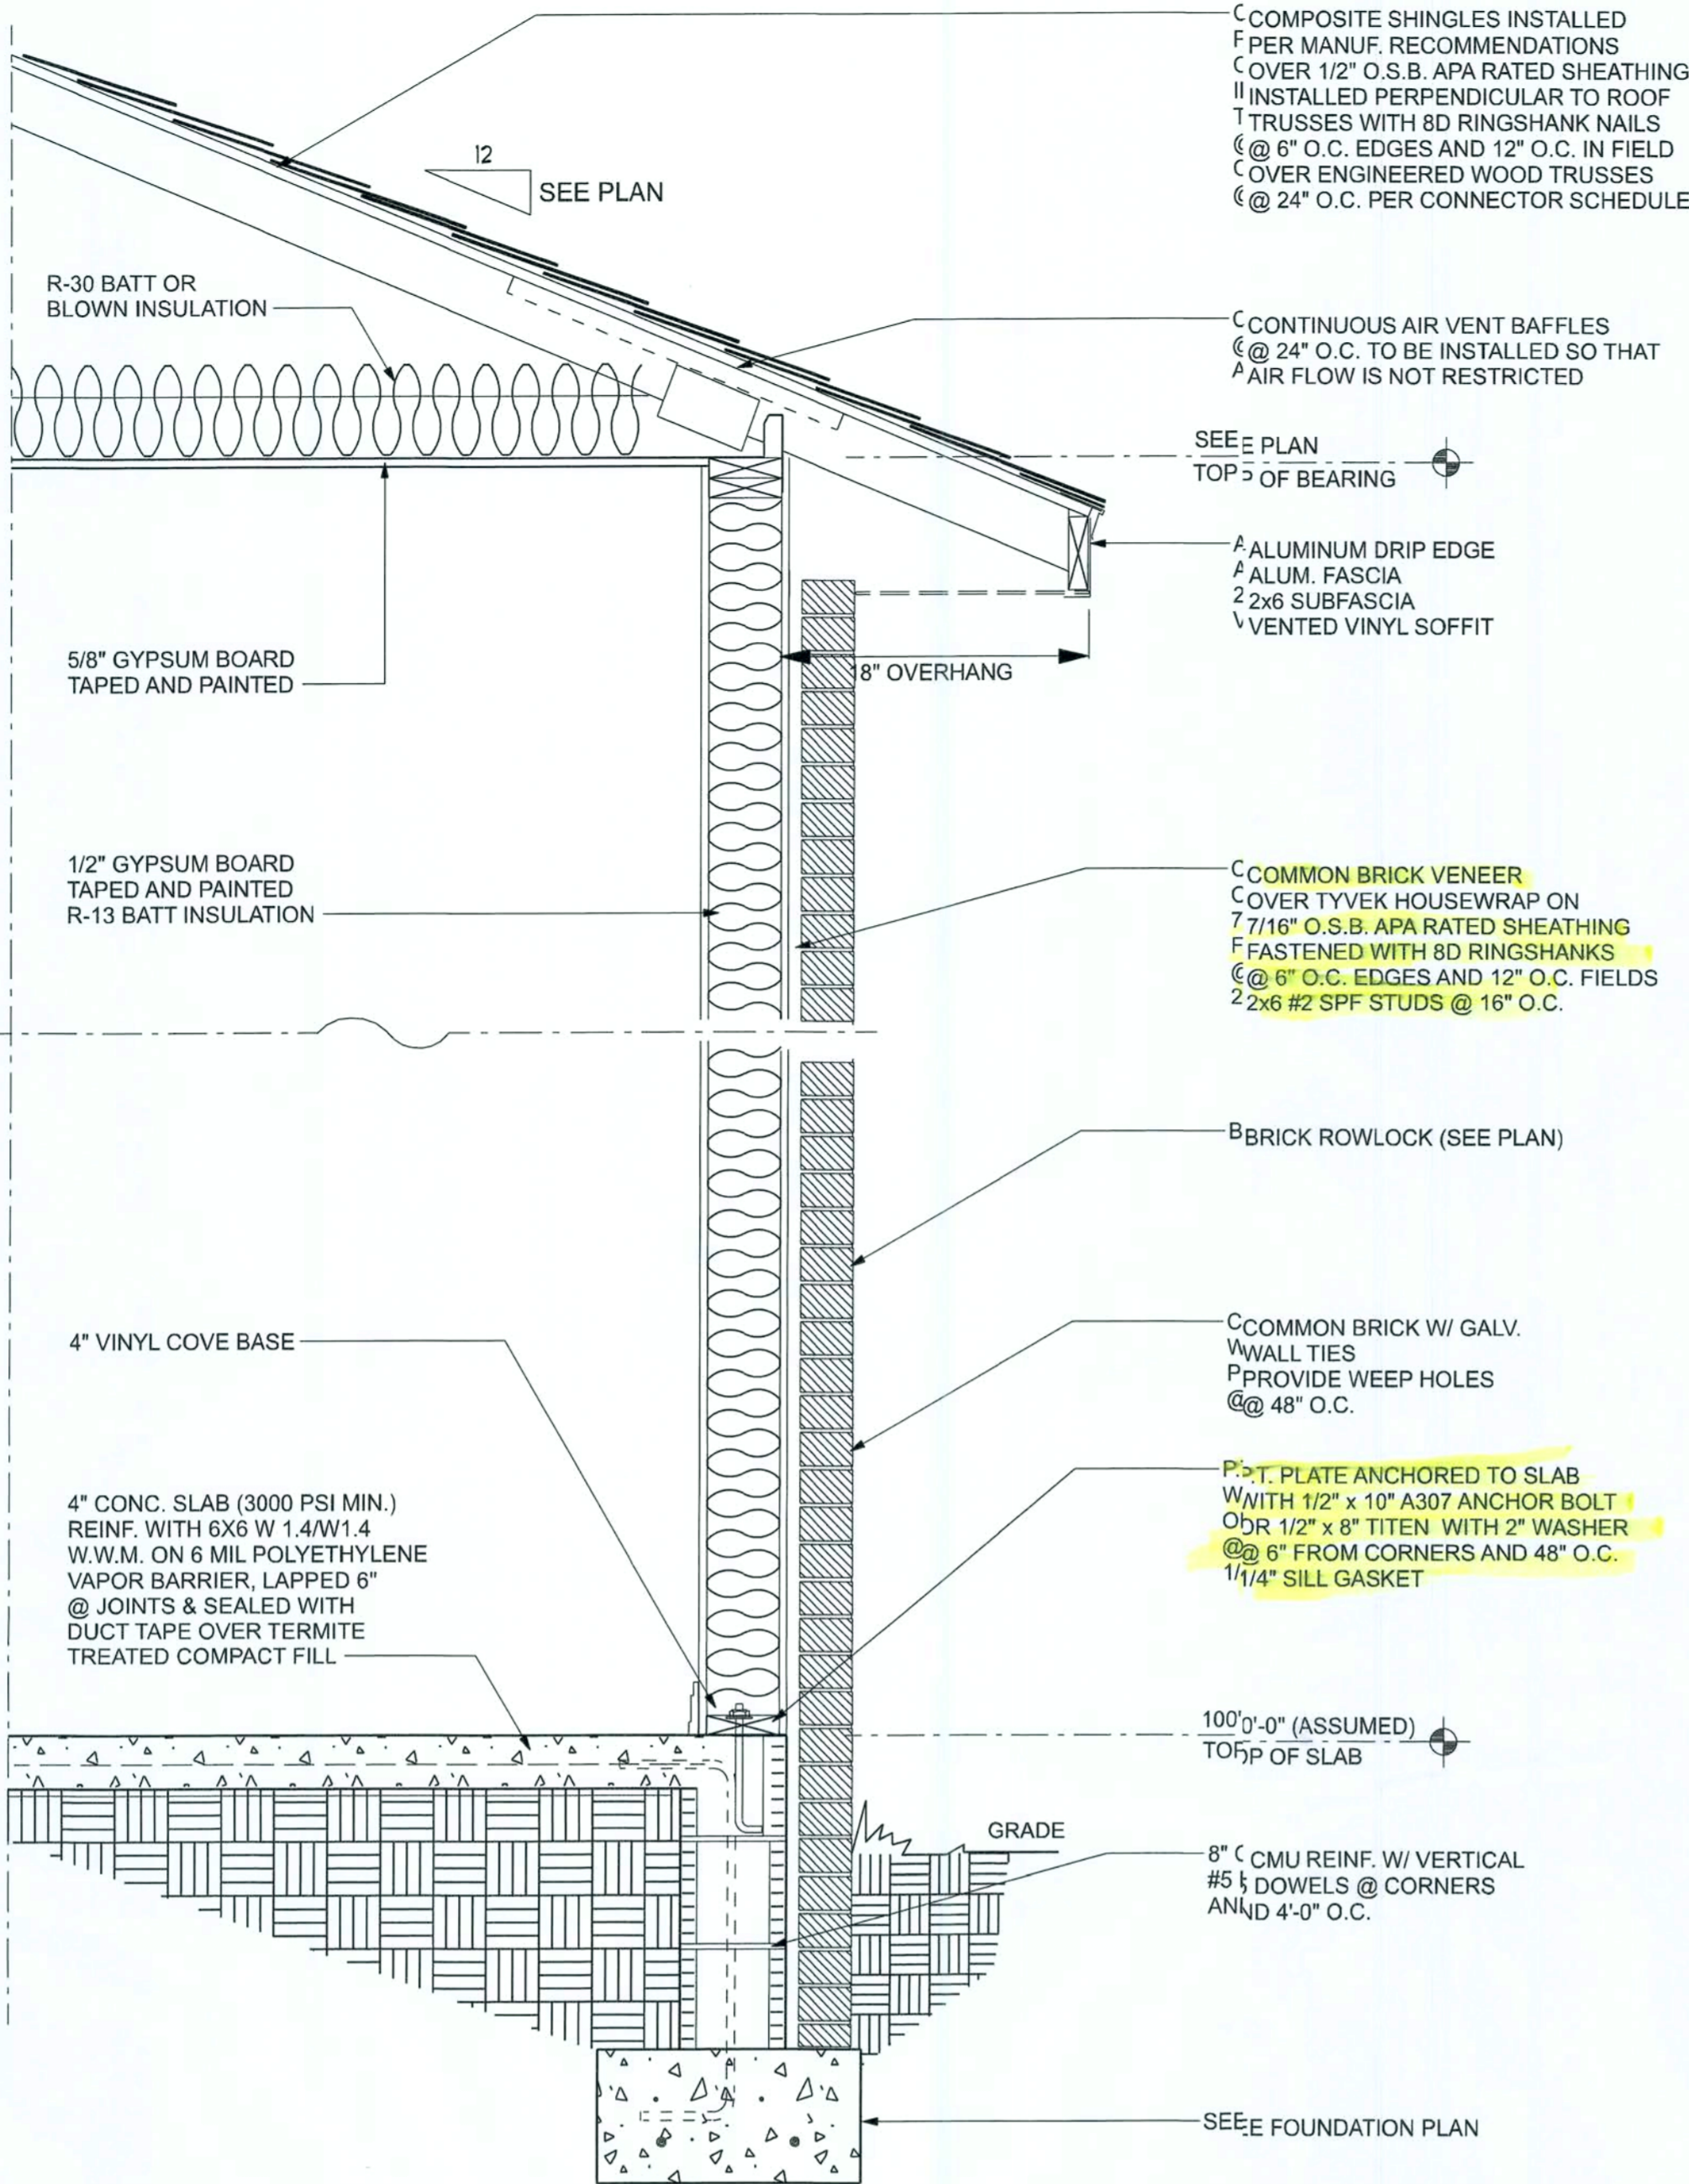 COMPOSITE SHINGLES INSTALLED
PER MANUF. RECOMMENDATIONS
OVER 1/2" O.S.B. APA RATED SHEATHING
INSTALLED PERPENDICULAR TO ROOF
TRUSSES WITH 8D RINGSHANK NAILS
@ 6" O.C. EDGES AND 12" O.C. IN FIELD
OVER ENGINEERED WOOD TRUSSES
@ 24" O.C. PER CONNECTOR SCHEDULE
12
SEE PLAN
R-30 BATT OR
BLOWN INSULATION
CONTINUOUS AIR VENT BAFFLES
@ 24" O.C. TO BE INSTALLED SO THAT
AIR FLOW IS NOT RESTRICTED
SEE PLAN
TOP OF BEARING
ALUMINUM DRIP EDGE
ALUM. FASCIA
2x6 SUBFASCIA
VENTED VINYL SOFFIT
5/8" GYPSUM BOARD
TAPED AND PAINTED
18" OVERHANG
1/2" GYPSUM BOARD
TAPED AND PAINTED
R-13 BATT INSULATION
COMMON BRICK VENEER
OVER TYVEK HOUSEWRAP ON
7/16" O.S.B. APA RATED SHEATHING
FASTENED WITH 8D RINGSHANKS
@ 6" O.C. EDGES AND 12" O.C. FIELDS
2x6 #2 SPF STUDS @ 16" O.C.
BRICK ROWLOCK (SEE PLAN)
4" VINYL COVE BASE
COMMON BRICK W/ GALV.
WALL TIES
PROVIDE WEEP HOLES
@ 48" O.C.
P.T. PLATE ANCHORED TO SLAB
WITH 1/2" x 10" A307 ANCHOR BOLT
OR 1/2" x 8" TITEN WITH 2" WASHER
@ 6" FROM CORNERS AND 48" O.C.
1/4" SILL GASKET
4" CONC. SLAB (3000 PSI MIN.)
REINF. WITH 6X6 W 1.4/W1.4
W.W.M. ON 6 MIL POLYETHYLENE
VAPOR BARRIER, LAPPED 6"
@ JOINTS & SEALED WITH
DUCT TAPE OVER TERMITE
TREATED COMPACT FILL
100'-0" (ASSUMED)
TOP OF SLAB
GRADE
8" CMU REINF. W/ VERTICAL
#5 DOWELS @ CORNERS
AND 4'-0" O.C.
SEE FOUNDATION PLAN